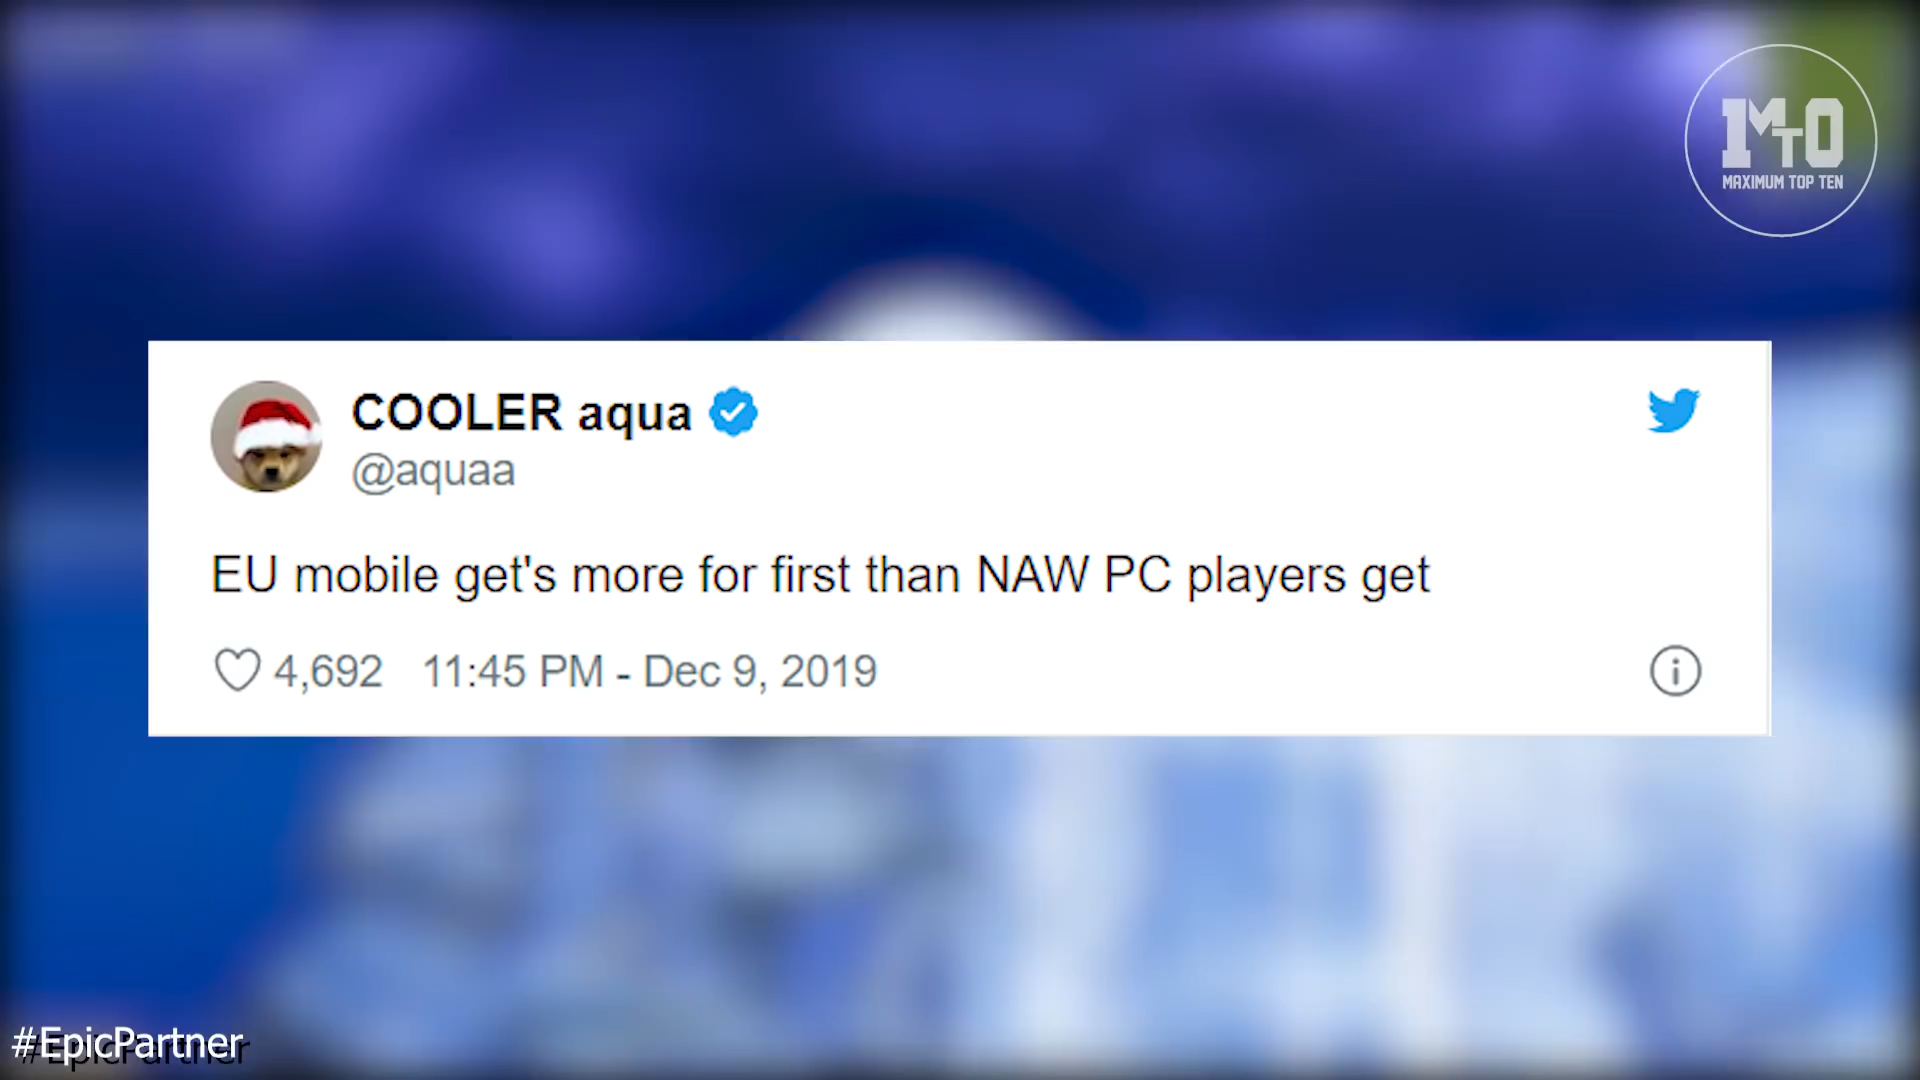 1MTO
MAXIMUM TOP TEN
COOLER aqua
@aquaa
EU mobile get's more for first than NAW PC players get
4,692 11:45 PM - Dec 9, 2019
#EpicPartner